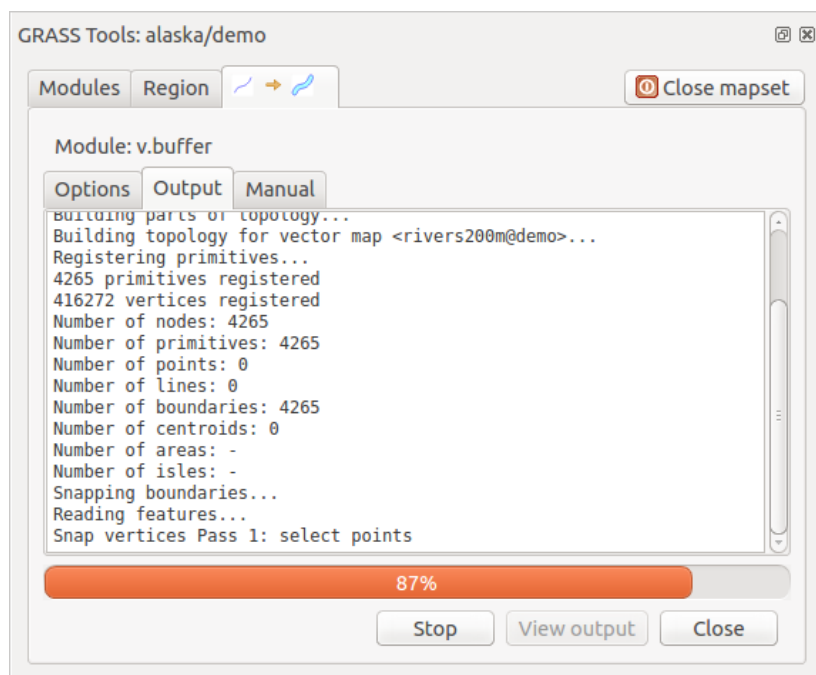 GRASS Tools: alaska/demo
Modules Region Close mapset
Module: v.buffer
Options Output Manual
Building parts of topology...
Building topology for vector map <rivers200m@demo>...
Registering primitives...
4265 primitives registered
416272 vertices registered
Number of nodes: 4265
Number of primitives: 4265
Number of points: 0
Number of lines: 0
Number of boundaries: 4265
Number of centroids: 0
Number of areas: -
Number of isles: -
Snapping boundaries...
Reading features...
Snap vertices Pass 1: select points
87%
Stop View output Close